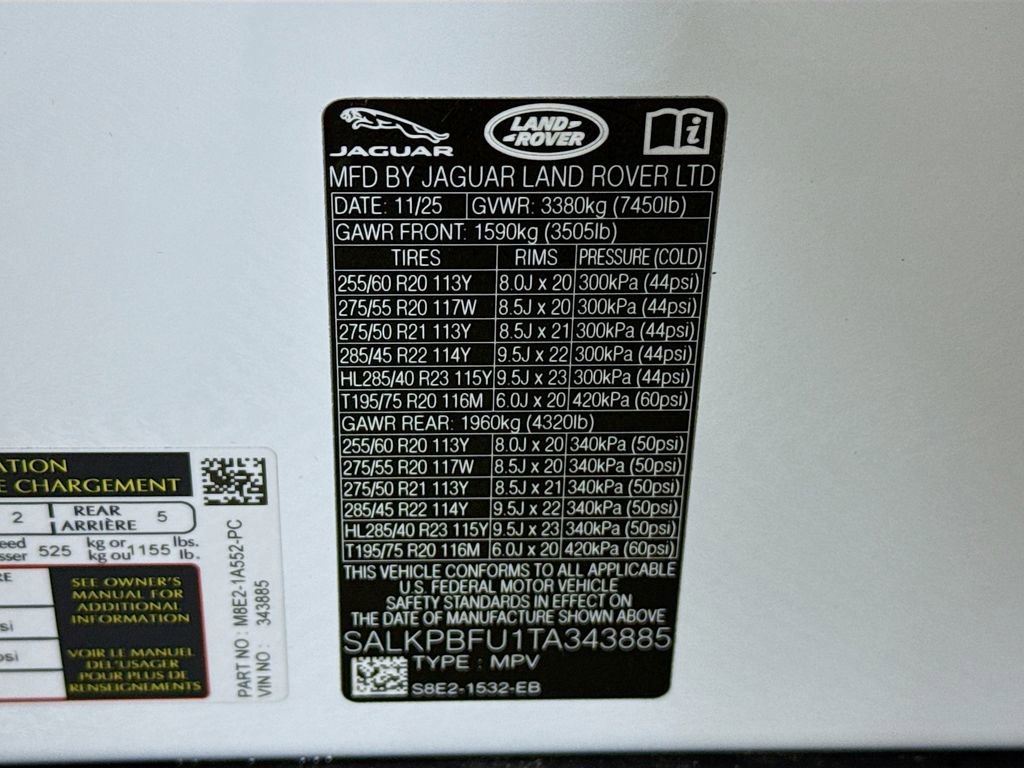 JAGUAR
LAND-
-ROVER
i
MFD BY JAGUAR LAND ROVER LTD
DATE: 11/25 GVWR: 3380kg (7450lb)
GAWR FRONT: 1590kg (3505lb)
TIRES RIMS PRESSURE (COLD)
255/60 R20 113Y 8.0J x 20 300kPa (44psi)
275/55 R20 117W 8.5J x 20 300kPa (44psi)
275/50 R21 113Y 8.5J x 21 300kPa (44psi)
285/45 R22 114Y 9.5J x 22 300kPa (44psi)
HL285/40 R23 115Y 9.5J x 23 300kPa (44psi)
T195/75 R20 116M 6.0J x 20 420kPa (60psi)
GAWR REAR: 1960kg (4320lb)
255/60 R20 113Y 8.0J x 20 340kPa (50psi)
275/55 R20 117W 8.5J x 20 340kPa (50psi)
275/50 R21 113Y 8.5J x 21 340kPa (50psi)
285/45 R22 114Y 9.5J x 22 340kPa (50psi)
HL285/40 R23 115Y 9.5J x 23 340kPa (50psi)
T195/75 R20 116M 6.0J x 20 420kPa (60psi)
THIS VEHICLE CONFORMS TO ALL APPLICABLE
U.S. FEDERAL MOTOR VEHICLE
SAFETY STANDARDS IN EFFECT ON
THE DATE OF MANUFACTURE SHOWN ABOVE
SALKPBFU1TA343885
TYPE : MPV
S8E2-1532-EB
ATION
E CHARGEMENT
2 REAR 5
ARRIÈRE
eed 525 kg or 1155 lbs.
sser kg ou lb.
RE
si
osi
SEE OWNER'S
MANUAL FOR
ADDITIONAL
INFORMATION
VOIR LE MANUEL
DEL'USAGER
POUR PLUS DE
RENSEIGNEMENTS
PART NO : M8E2-1A552-PC
VIN NO : 343885